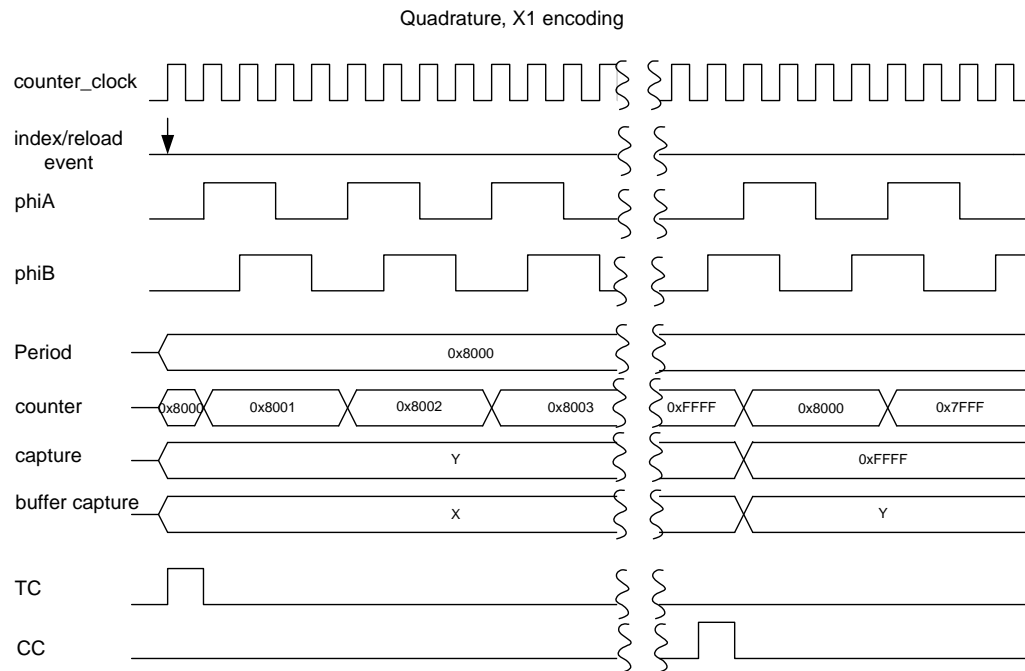 Quadrature, X1 encoding
counter_clock
index/reload
event
phiA
phiB
Period
0x8000
counter
0x8000
0x8001
0x8002
0x8003
0xFFFF
0x8000
0x7FFF
capture
Y
0xFFFF
buffer capture
X
Y
TC
CC